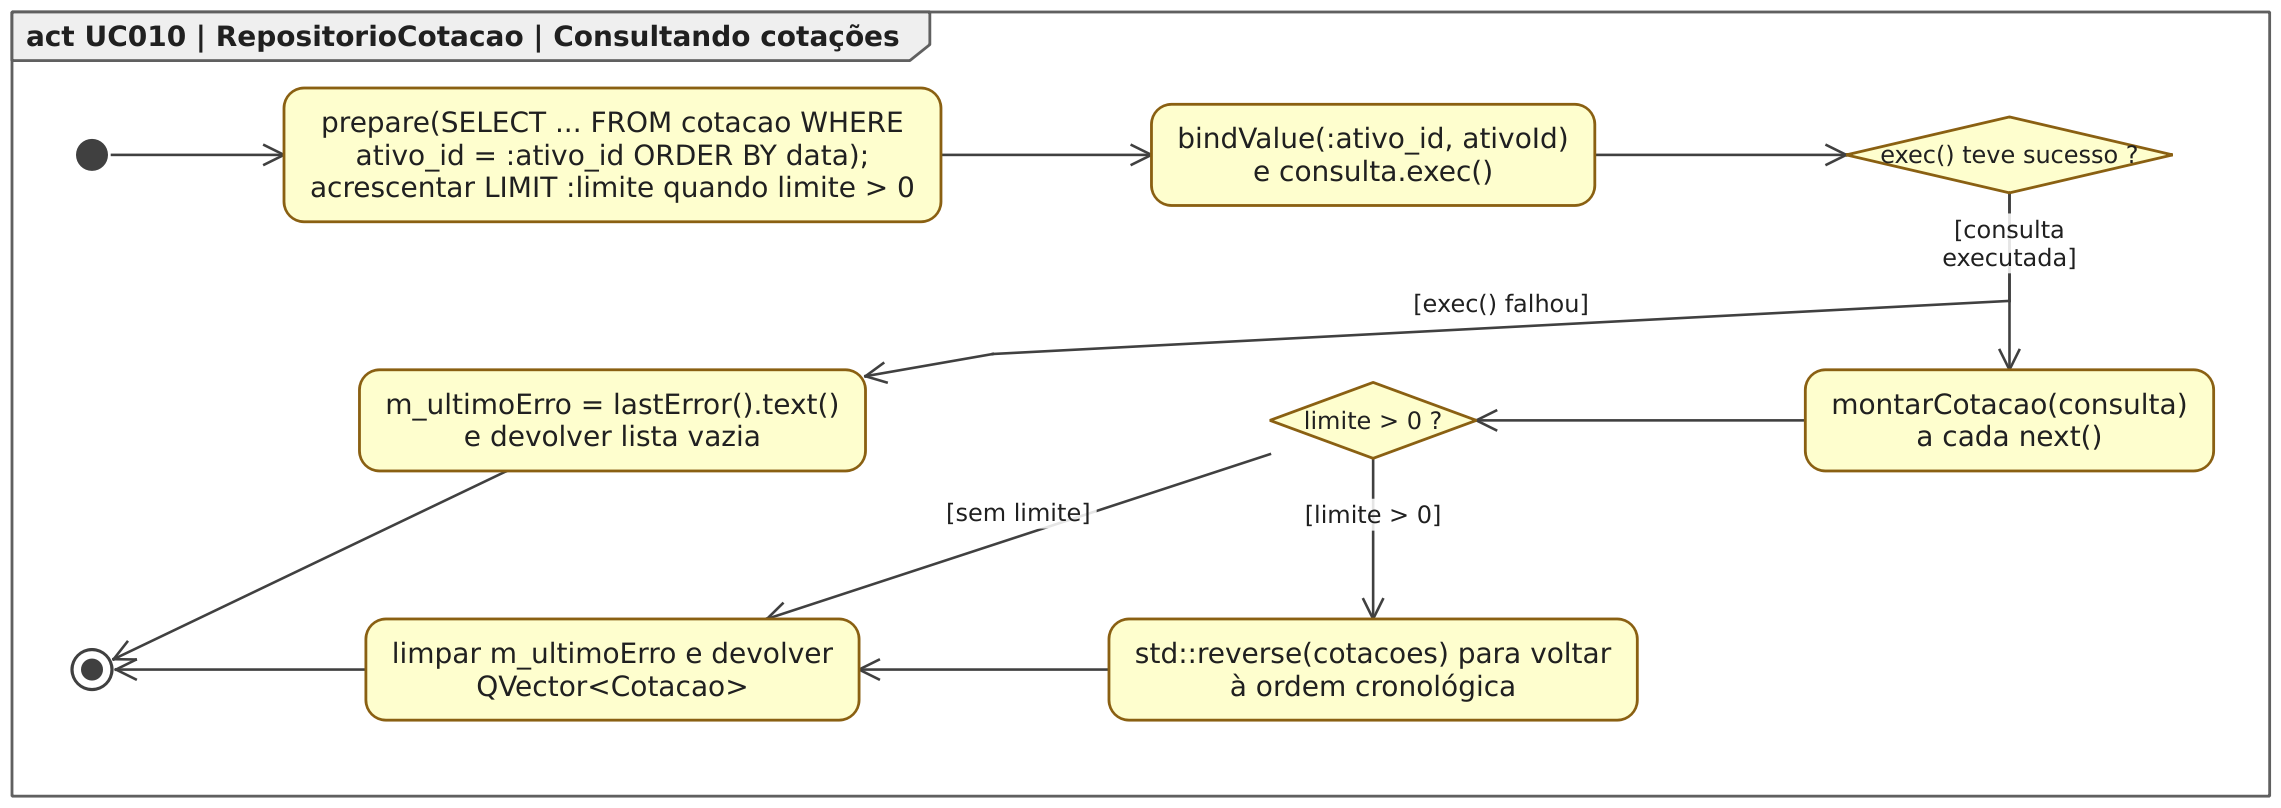 act UC010 | RepositorioCotacao | Consultando cotações
prepare(SELECT ... FROM cotacao WHERE
ativo_id = :ativo_id ORDER BY data);
acrescentar LIMIT :limite quando limite > 0
bindValue(:ativo_id, ativoId)
e consulta.exec()
exec() teve sucesso ?
[consulta
executada]
[exec() falhou]
m_ultimoErro = lastError().text()
e devolver lista vazia
limite > 0 ?
montarCotacao(consulta)
a cada next()
[sem limite]
[limite > 0]
limpar m_ultimoErro e devolver
QVector<Cotacao>
std::reverse(cotacoes) para voltar
à ordem cronológica